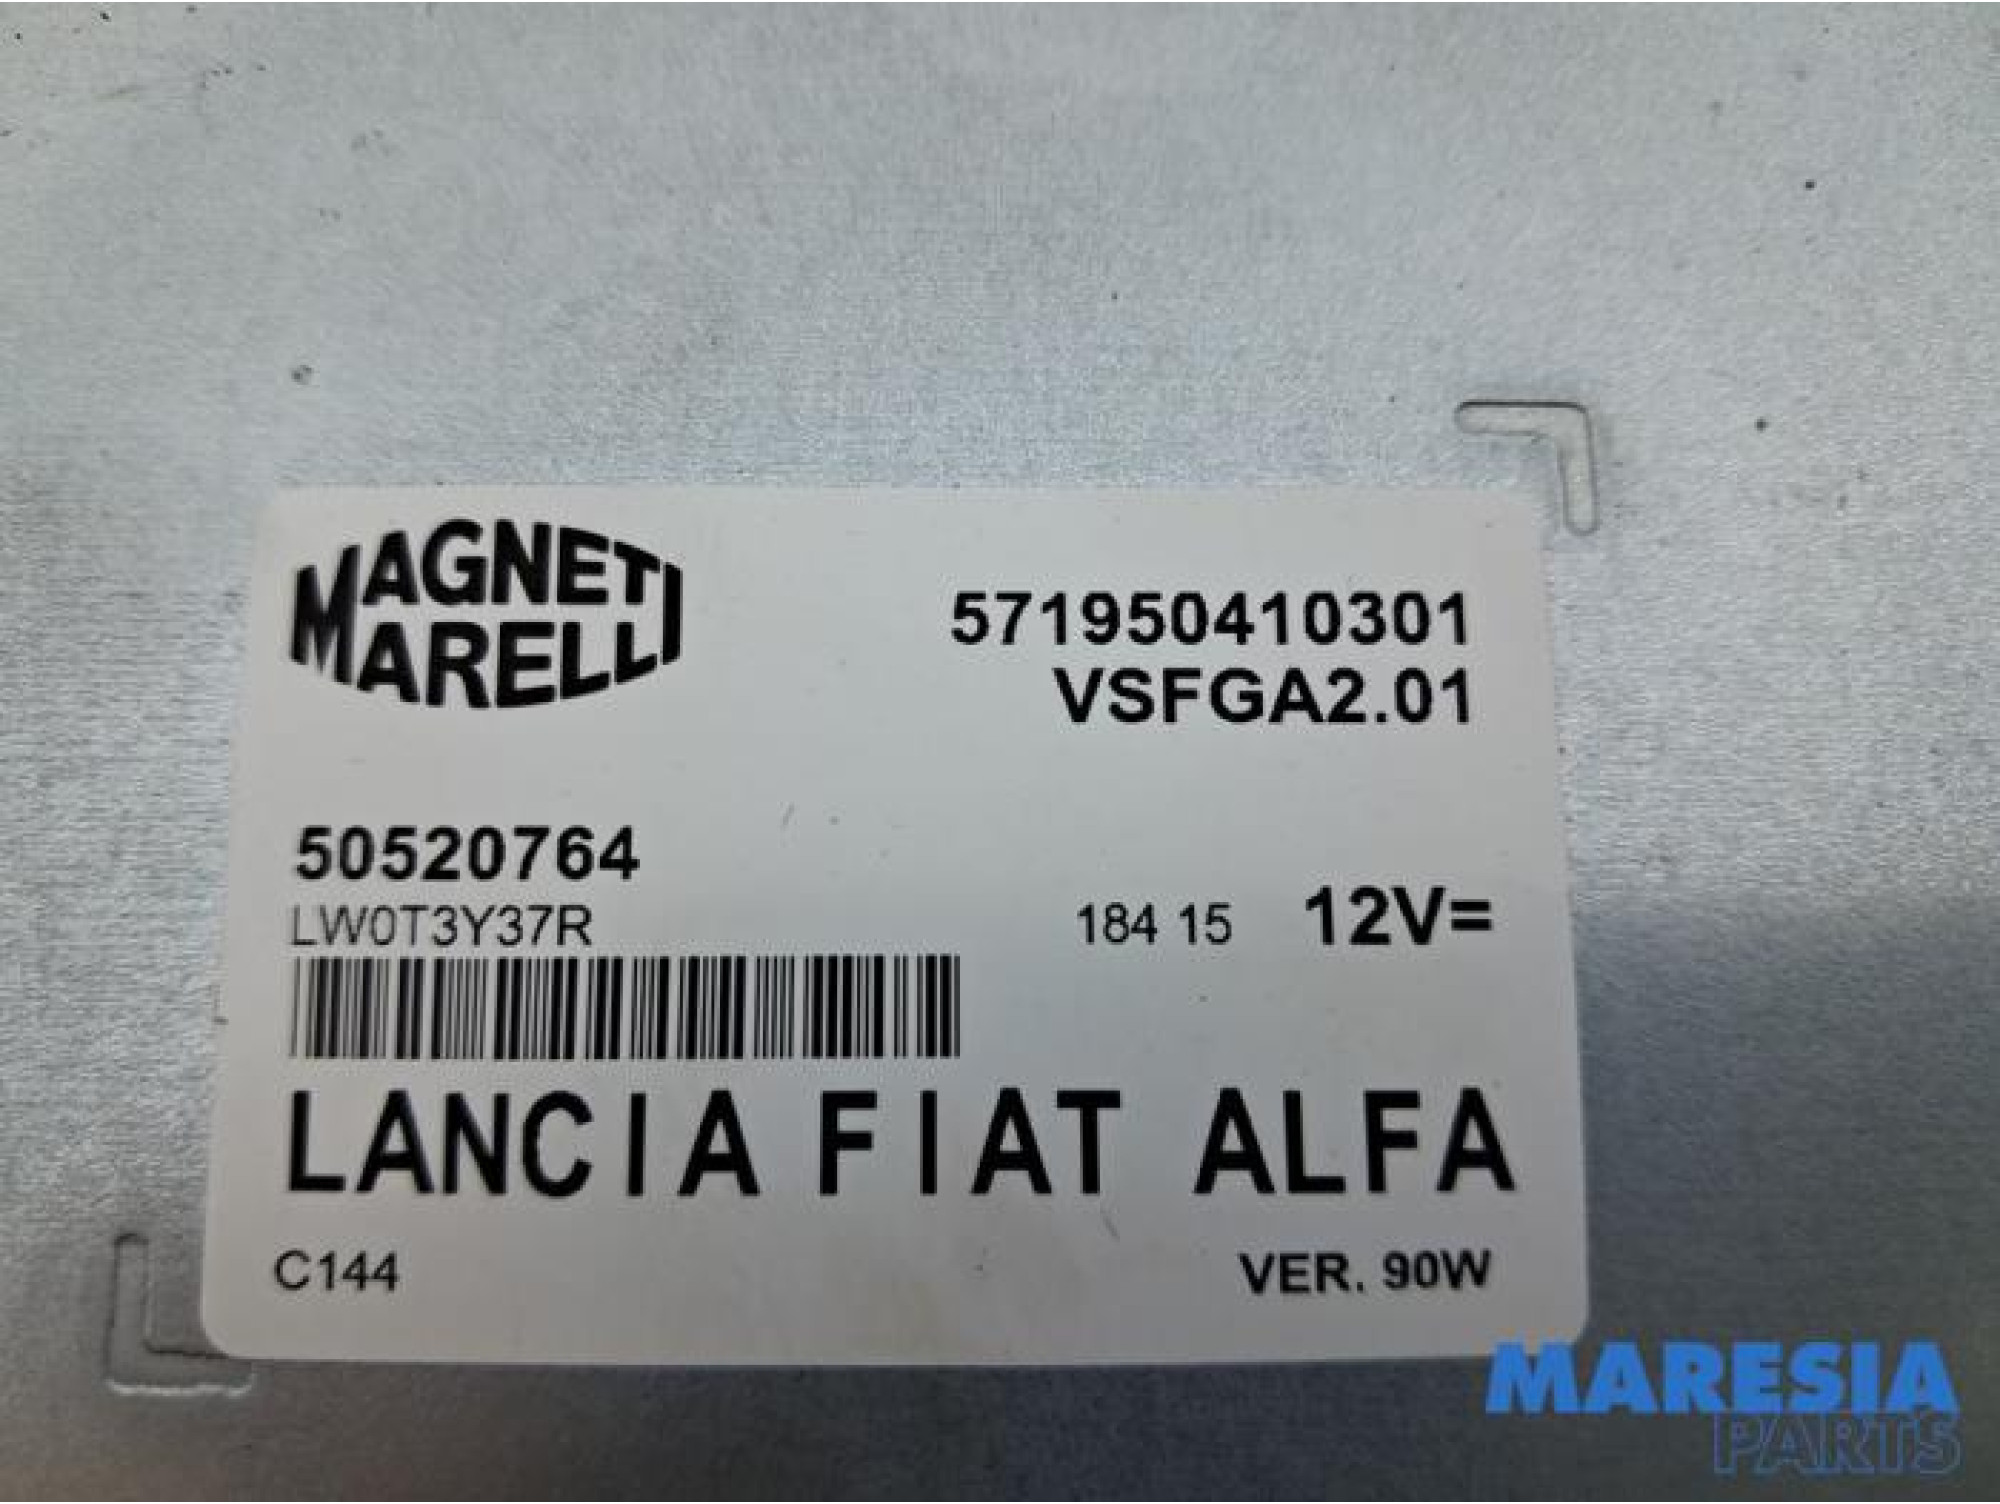 MAGNETI
MARELLI
571950410301
VSFGA2.01
50520764
LW0T3Y37R
184 15 12V=
LANCIA FIAT ALFA
C144
VER. 90W
MARESIA
PARTS